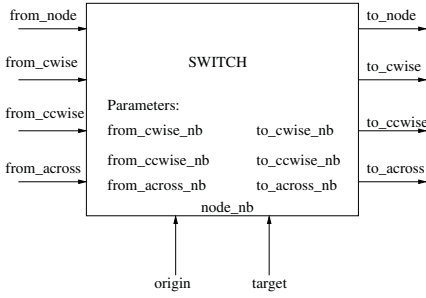 from_node
to_node
from_cwise
SWITCH
to_cwise
from_ccwise
Parameters:
to_ccwise
from_cwise_nb to_cwise_nb
from_across
from_ccwise_nb to_ccwise_nb
to_across
from_across_nb to_across_nb
node_nb
origin target